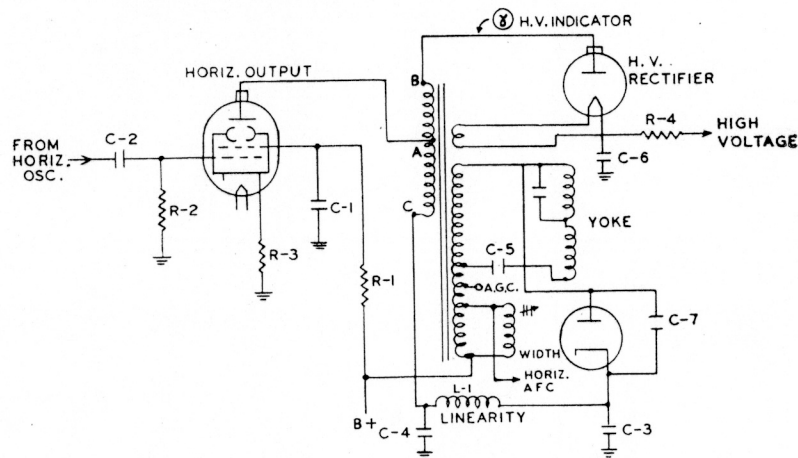 H.V. INDICATOR
B
HORIZ. OUTPUT
H. V.
RECTIFIER
R-4
HIGH
VOLTAGE
C-2
FROM
HORIZ.
OSC.
A
C-6
R-2
C-1
C
YOKE
R-3
R-1
C-5
A.G.C.
C-7
WIDTH
HORIZ.
AFC
L-1
LINEARITY
B+
C-4
C-3